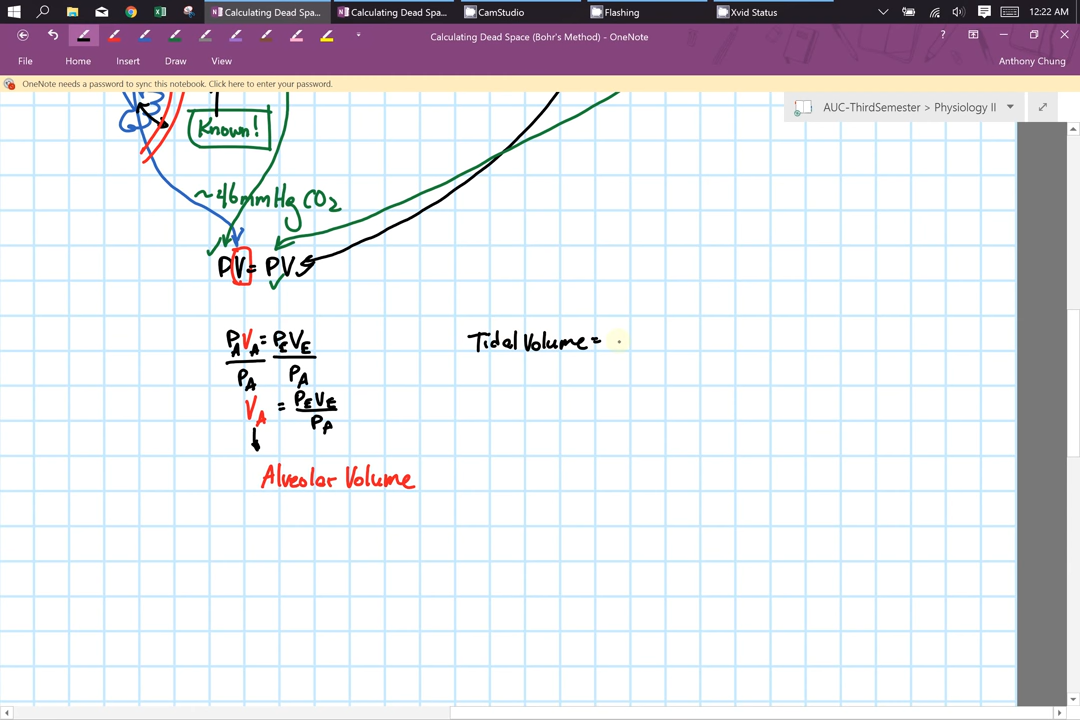 Calculating Dead Spa...
Calculating Dead Spa...
CamStudio
Flashing
Xvid Status
12:22 AM
Calculating Dead Space (Bohr's Method) - OneNote
?
File
Home
Insert
Draw
View
Anthony Chung
OneNote needs a password to sync this notebook. Click here to enter your password.
AUC-ThirdSemester > Physiology II
Known!
~46mmHg CO2
PV = PV
PAVA = PEVE
PA PA
VA = PEVE
PA
Tidal Volume =
Alveolar Volume